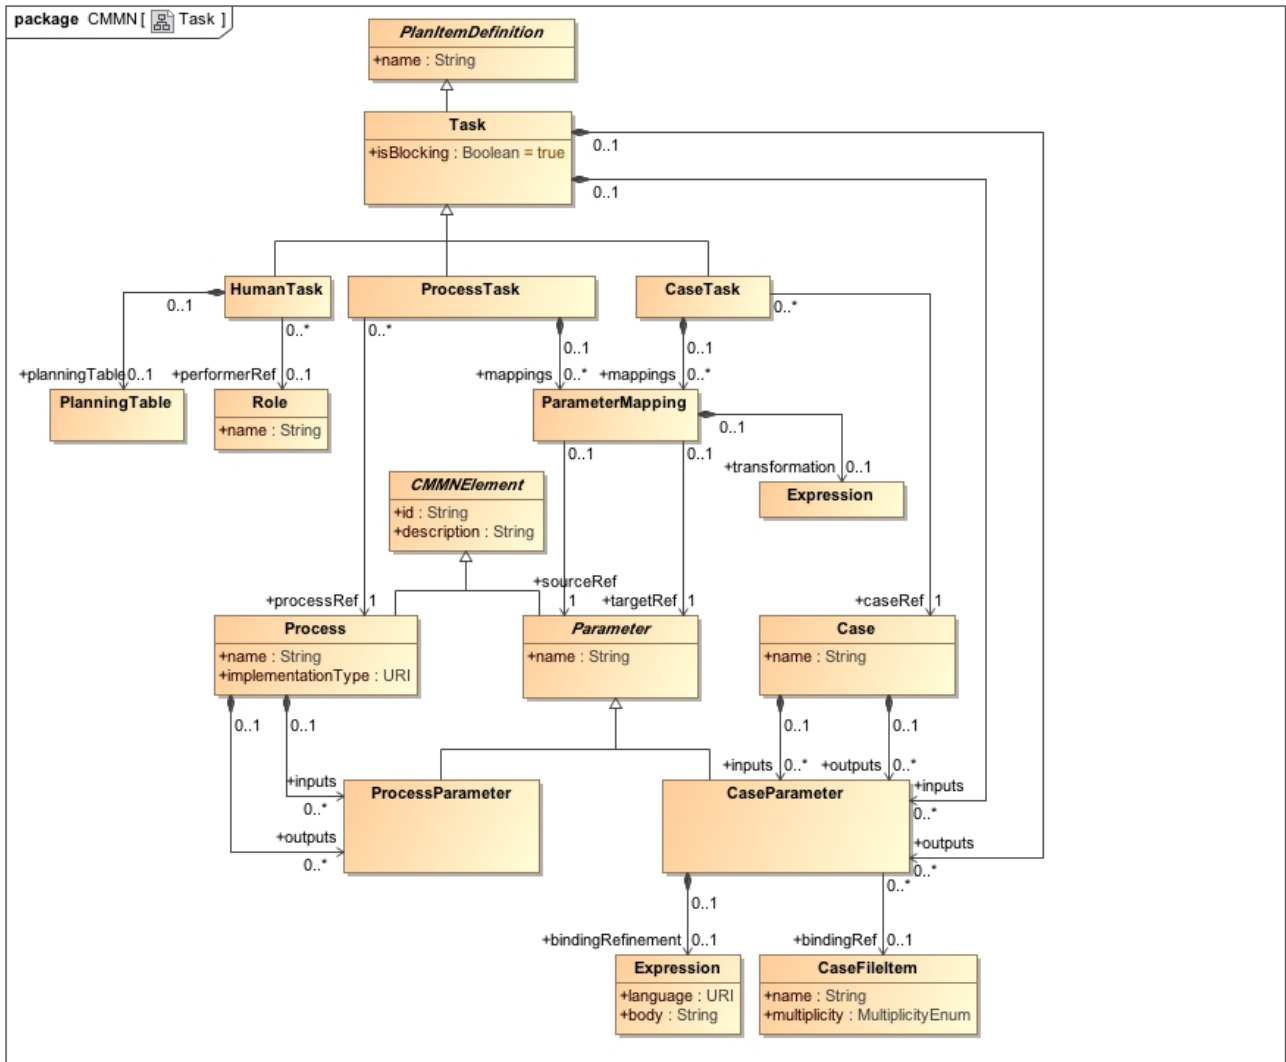 package CMMN [ Task ]
PlanItemDefinition
+name : String
Task
+isBlocking : Boolean = true
0..1
0..1
HumanTask
ProcessTask
CaseTask
0..1
0..*
0..*
0..1
0..1
0..*
+planningTable 0..1
+performerRef 0..1
+mappings 0..*
+mappings 0..*
PlanningTable
Role
+name : String
ParameterMapping
0..1
0..1
0..1
+transformation 0..1
Expression
CMMNElement
+id : String
+description : String
+sourceRef
+processRef 1
1
+targetRef 1
+caseRef 1
Process
+name : String
+implementationType : URI
Parameter
+name : String
Case
+name : String
0..1
0..1
0..1
0..1
+inputs 0..*
+outputs 0..*
+inputs
0..*
+outputs
0..*
ProcessParameter
CaseParameter
+inputs
0..*
+outputs
0..*
0..1
0..*
+bindingRefinement 0..1
+bindingRef 0..1
Expression
+language : URI
+body : String
CaseFileItem
+name : String
+multiplicity : MultiplicityEnum